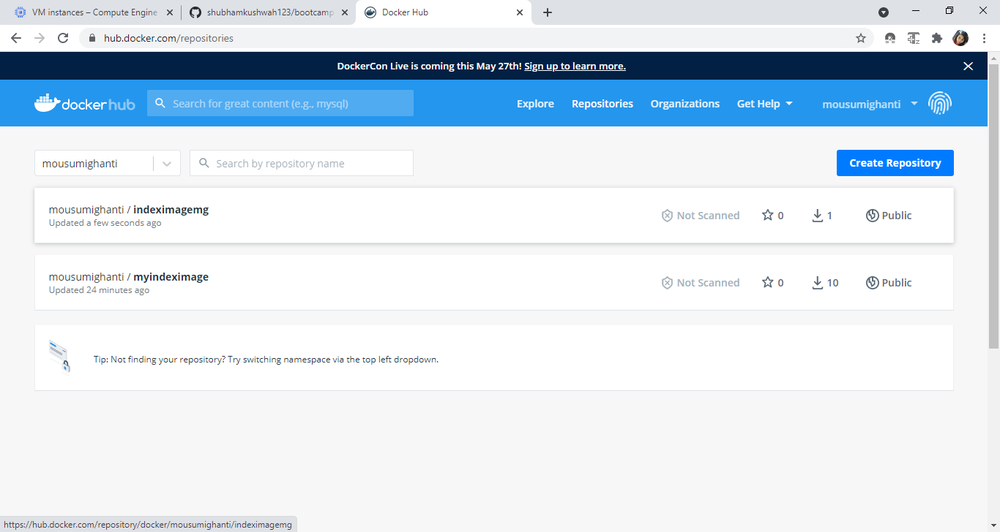 VM instances – Compute Engine
shubhamkushwah123/bootcamp
Docker Hub
hub.docker.com/repositories
DockerCon Live is coming this May 27th! Sign up to learn more.
docker hub
Search for great content (e.g., mysql)
Explore
Repositories
Organizations
Get Help
mousumighanti
mousumighanti
Search by repository name
Create Repository
mousumighanti / indeximagemg
Updated a few seconds ago
Not Scanned
0
1
Public
mousumighanti / myindeximage
Updated 24 minutes ago
Not Scanned
0
10
Public
Tip: Not finding your repository? Try switching namespace via the top left dropdown.
https://hub.docker.com/repository/docker/mousumighanti/indeximagemg